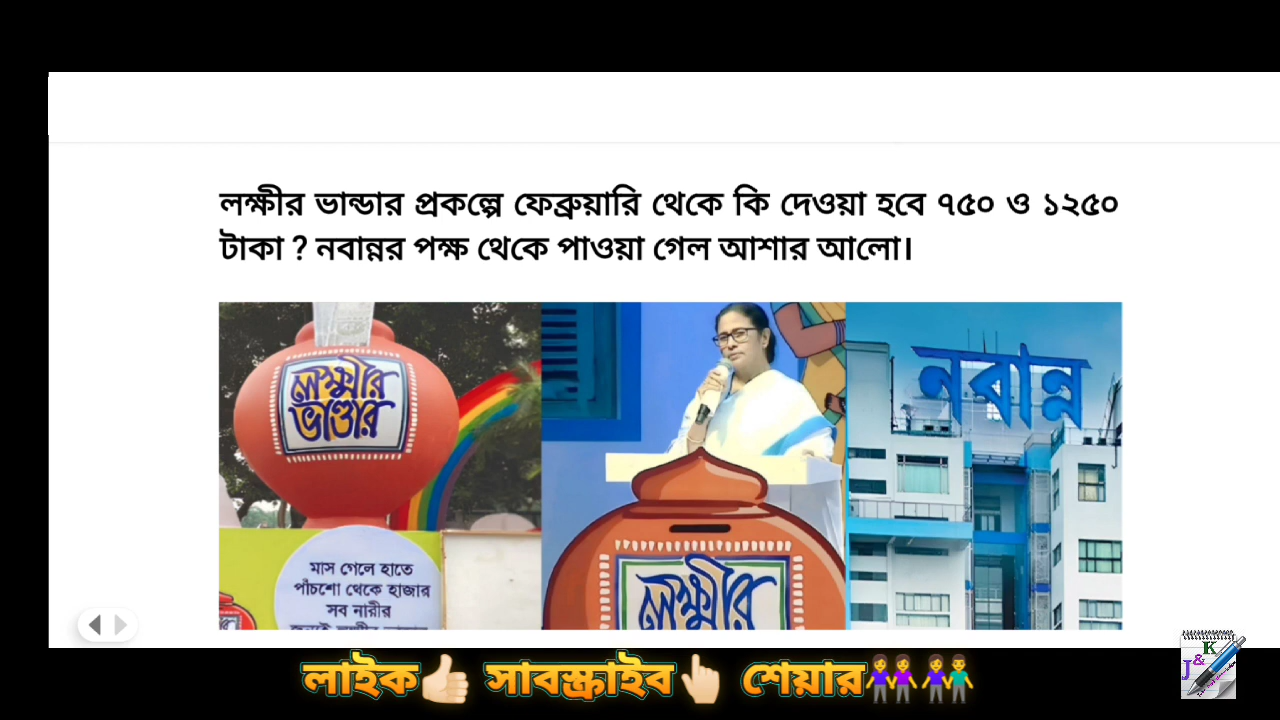 লক্ষীর ভান্ডার প্রকল্পে ফেব্রুয়ারি থেকে কি দেওয়া হবে ৭৫০ ও ১২৫০
টাকা ? নবান্নর পক্ষ থেকে পাওয়া গেল আশার আলো।
লক্ষ্মীর
ভাণ্ডার
নবান্ন
মাস গেলে হাতে
পাঁচশো থেকে হাজার
সব নারীর
লক্ষ্মীর
লাইক👍 সাবস্ক্রাইব👆 শেয়ার👭👫
J & K